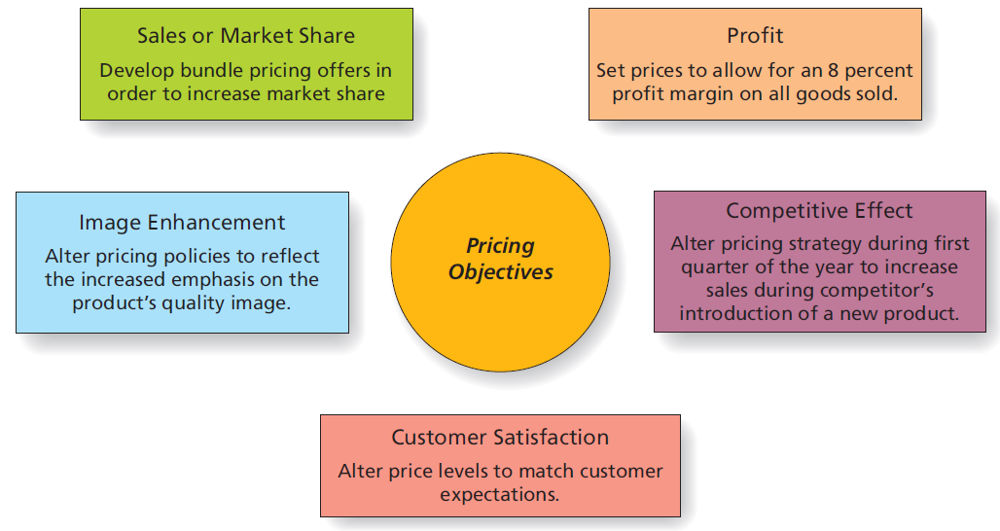 Sales or Market Share
Develop bundle pricing offers in
order to increase market share
Profit
Set prices to allow for an 8 percent
profit margin on all goods sold.
Image Enhancement
Alter pricing policies to reflect
the increased emphasis on the
product’s quality image.
Pricing
Objectives
Competitive Effect
Alter pricing strategy during first
quarter of the year to increase
sales during competitor’s
introduction of a new product.
Customer Satisfaction
Alter price levels to match customer
expectations.